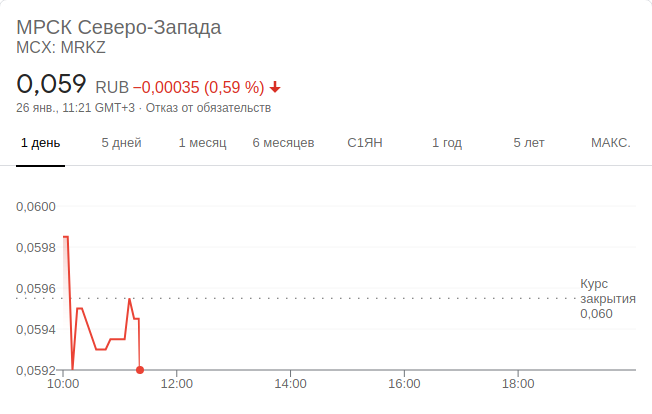 МРСК Северо-Запада
MCX: MRKZ
0,059 RUB −0,00035 (0,59 %)
26 янв., 11:21 GMT+3 · Отказ от обязательств
1 день 5 дней 1 месяц 6 месяцев С1ЯН 1 год 5 лет МАКС.
0,0600
0,0598
0,0596
0,0594
0,0592
Курс
закрытия
0,060
10:00 12:00 14:00 16:00 18:00